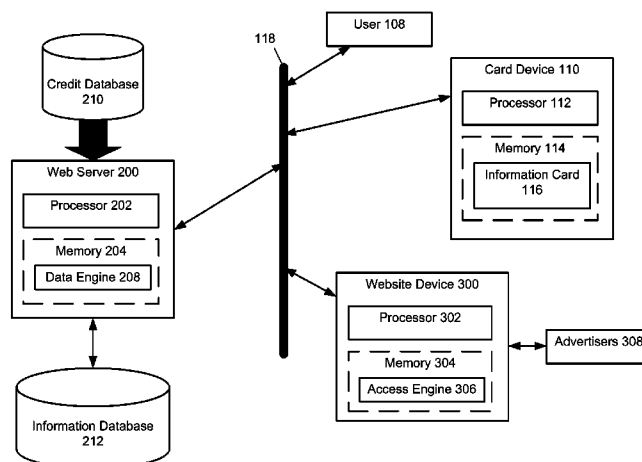 118
User 108
Credit Database
210
Card Device 110
Processor 112
Memory 114
Information Card
116
Web Server 200
Processor 202
Memory 204
Data Engine 208
Website Device 300
Processor 302
Memory 304
Access Engine 306
Advertisers 308
Information Database
212